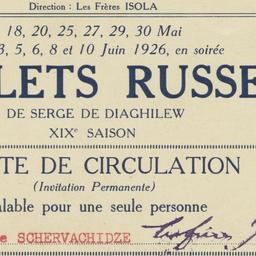 Direction : Les Frères ISOLA
18, 20, 25, 27, 29, 30 Mai
3, 5, 6, 8 et 10 Juin 1926, en soirée
LETS RUSSE
DE SERGE DE DIAGHILEW
XIXe SAISON
TE DE CIRCULATION
(Invitation Permanente)
alable pour une seule personne
e SCHERVACHIDZE